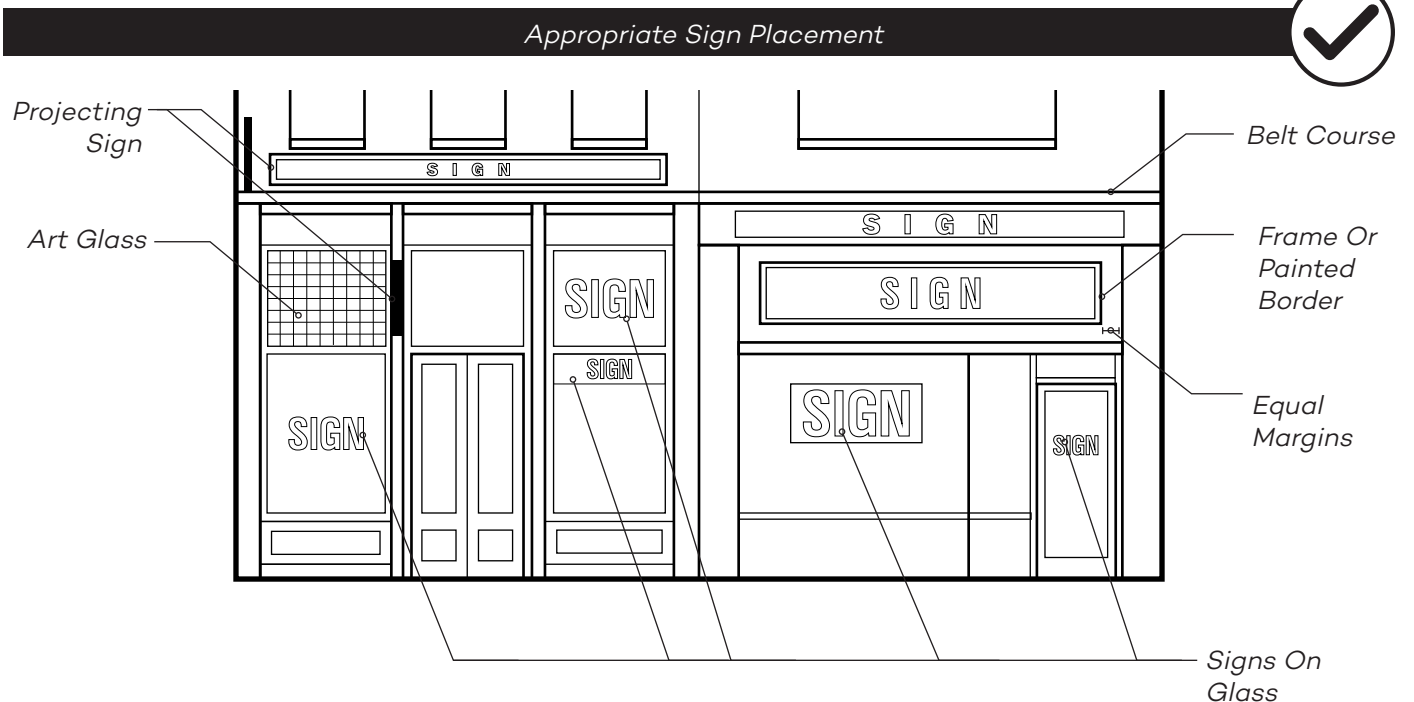 Appropriate Sign Placement
Projecting
Sign
Belt Course
SIGN
SIGN
Art Glass
Frame Or
Painted
Border
SIGN
SIGN
SIGN
SIGN
SIGN
SIGN
Equal
Margins
Signs On
Glass